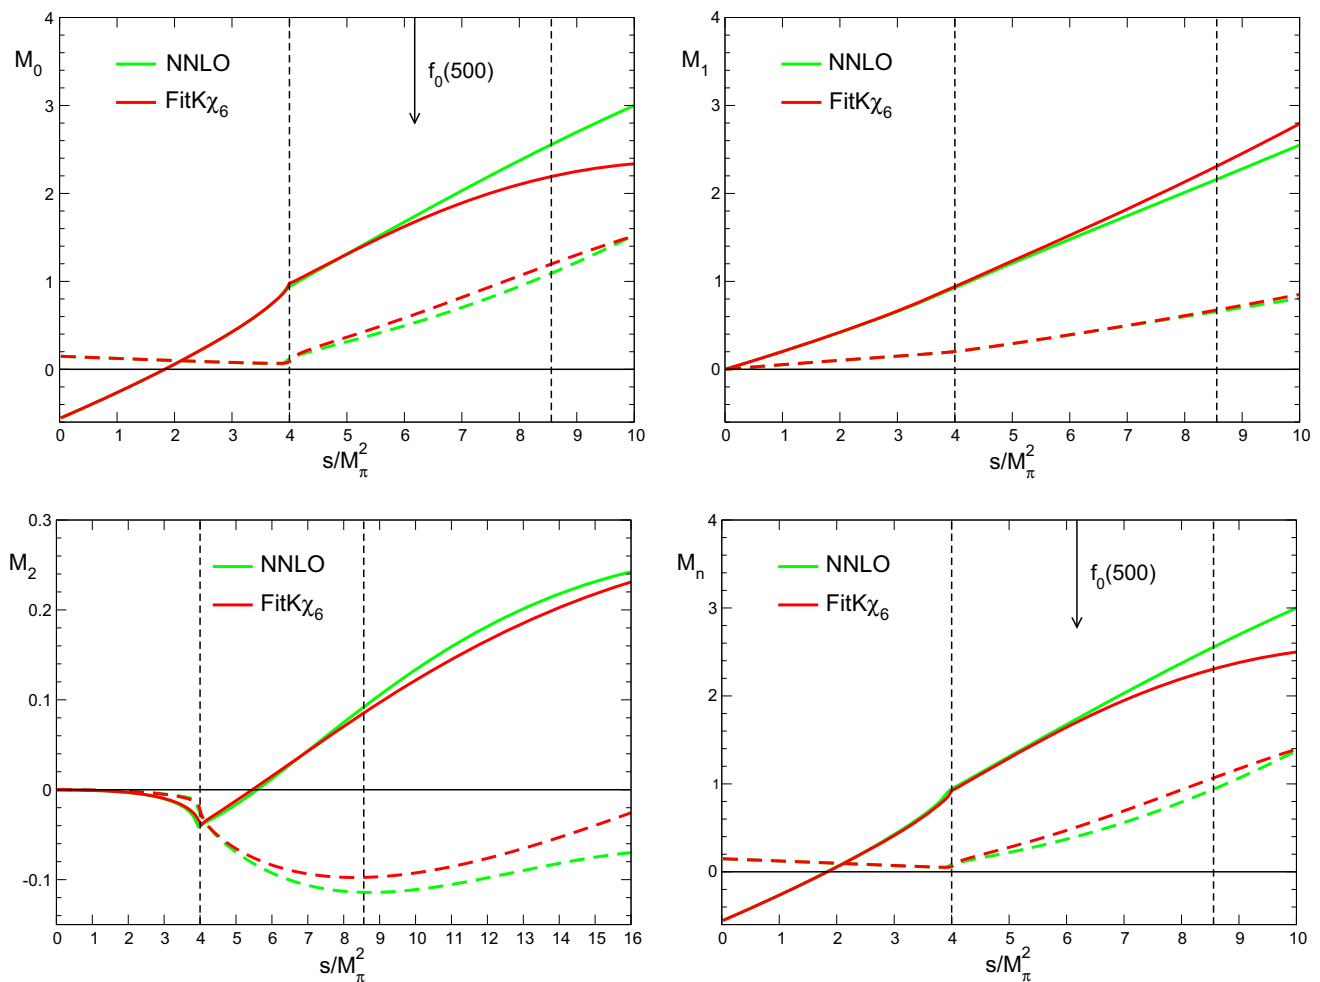 4
M₀
NNLO
FitKχ₆
f₀(500)
3
2
1
0
0 1 2 3 4 5 6 7 8 9 10
s/M²π
4
M₁
NNLO
FitKχ₆
3
2
1
0
0 1 2 3 4 5 6 7 8 9 10
s/M²π
0.3
M₂
NNLO
FitKχ₆
0.2
0.1
0
-0.1
0 1 2 3 4 5 6 7 8 9 10 11 12 13 14 15 16
s/M²π
4
Mₙ
NNLO
FitKχ₆
f₀(500)
3
2
1
0
0 1 2 3 4 5 6 7 8 9 10
s/M²π